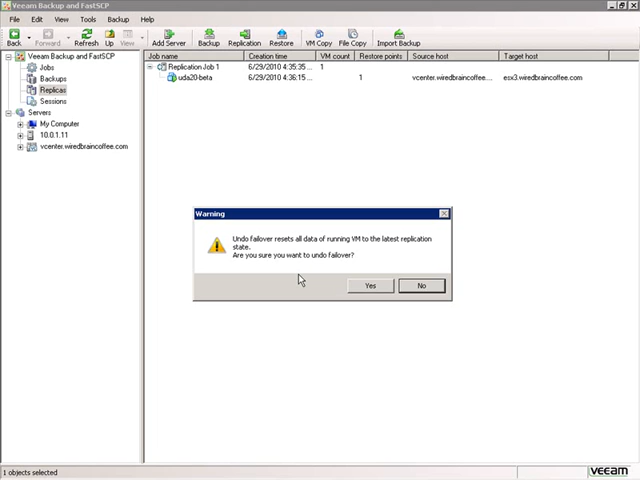 Veeam Backup and FastSCP
File Edit View Tools Backup Help
Back Forward Refresh Up Add Server Backup Replication Restore VM Copy File Copy Import Backup
Veeam Backup and FastSCP
Jobs
Backups
Replicas
Sessions
Servers
My Computer
10.0.1.11
vcenter.wiredbraincoffee.com
Job name Creation time VM count Restore points Source host Target host
Replication Job 1 6/29/2010 4:35:35 ... 1
uda20-beta 6/29/2010 4:36:15 ... 1 vcenter.wiredbraincoffee.... esx3.wiredbraincoffee.com
Warning
Undo failover resets all data of running VM to the latest replication
state.
Are you sure you want to undo failover?
Yes No
1 objects selected
veeam